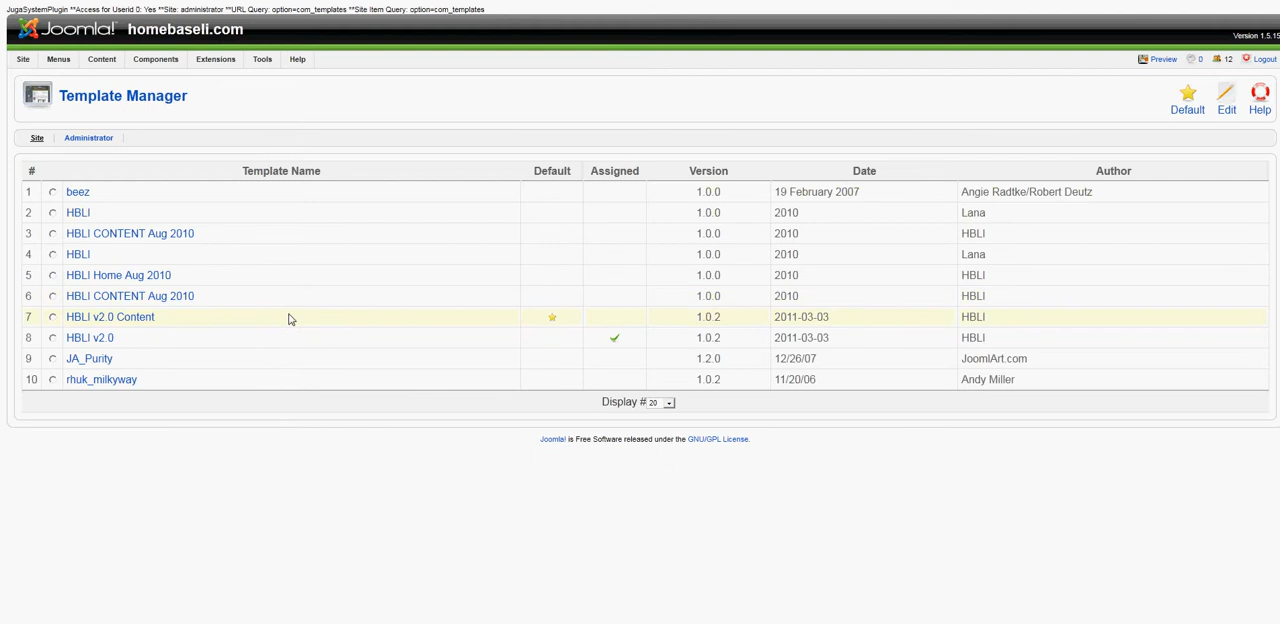 JugaSystemPlugin **Access for Userid 0: Yes **Site: administrator **URL Query: option=com_templates **Site Item Query: option=com_templates
Joomla! homebaseli.com
Version 1.5.15
Site Menus Content Components Extensions Tools Help Preview 0 12 Logout
Template Manager Default Edit Help
Site Administrator
# Template Name Default Assigned Version Date Author
1 beez 1.0.0 19 February 2007 Angie Radtke/Robert Deutz
2 HBLI 1.0.0 2010 Lana
3 HBLI CONTENT Aug 2010 1.0.0 2010 HBLI
4 HBLI 1.0.0 2010 Lana
5 HBLI Home Aug 2010 1.0.0 2010 HBLI
6 HBLI CONTENT Aug 2010 1.0.0 2010 HBLI
7 HBLI v2.0 Content 1.0.2 2011-03-03 HBLI
8 HBLI v2.0 1.0.2 2011-03-03 HBLI
9 JA_Purity 1.2.0 12/26/07 JoomlArt.com
10 rhuk_milkyway 1.0.2 11/20/06 Andy Miller
Display # 20
Joomla! is Free Software released under the GNU/GPL License.